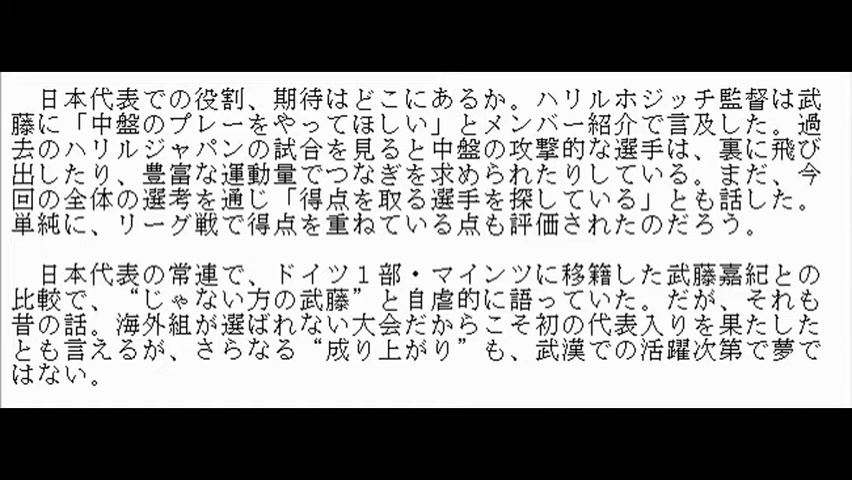 日本代表での役割、期待はどこにあるか。ハリルホジッチ監督は武
藤に「中盤のプレーをやってほしい」とメンバー紹介で言及した。過
去のハリルジャパンの試合を見ると中盤の攻撃的な選手は、裏に飛び
出したり、豊富な運動量でつなぎを求められたりしている。まだ、今
回の全体の選考を通じ「得点を取る選手を探している」とも話した。
単純に、リーグ戦で得点を重ねている点も評価されたのだろう。
　日本代表の常連で、ドイツ１部・マインツに移籍した武藤嘉紀との
比較で、“じゃない方の武藤”と自虐的に語っていた。だが、それも
昔の話。海外組が選ばれない大会だからこそ初の代表入りを果たした
とも言えるが、さらなる“成り上がり”も、武漢での活躍次第で夢で
はない。